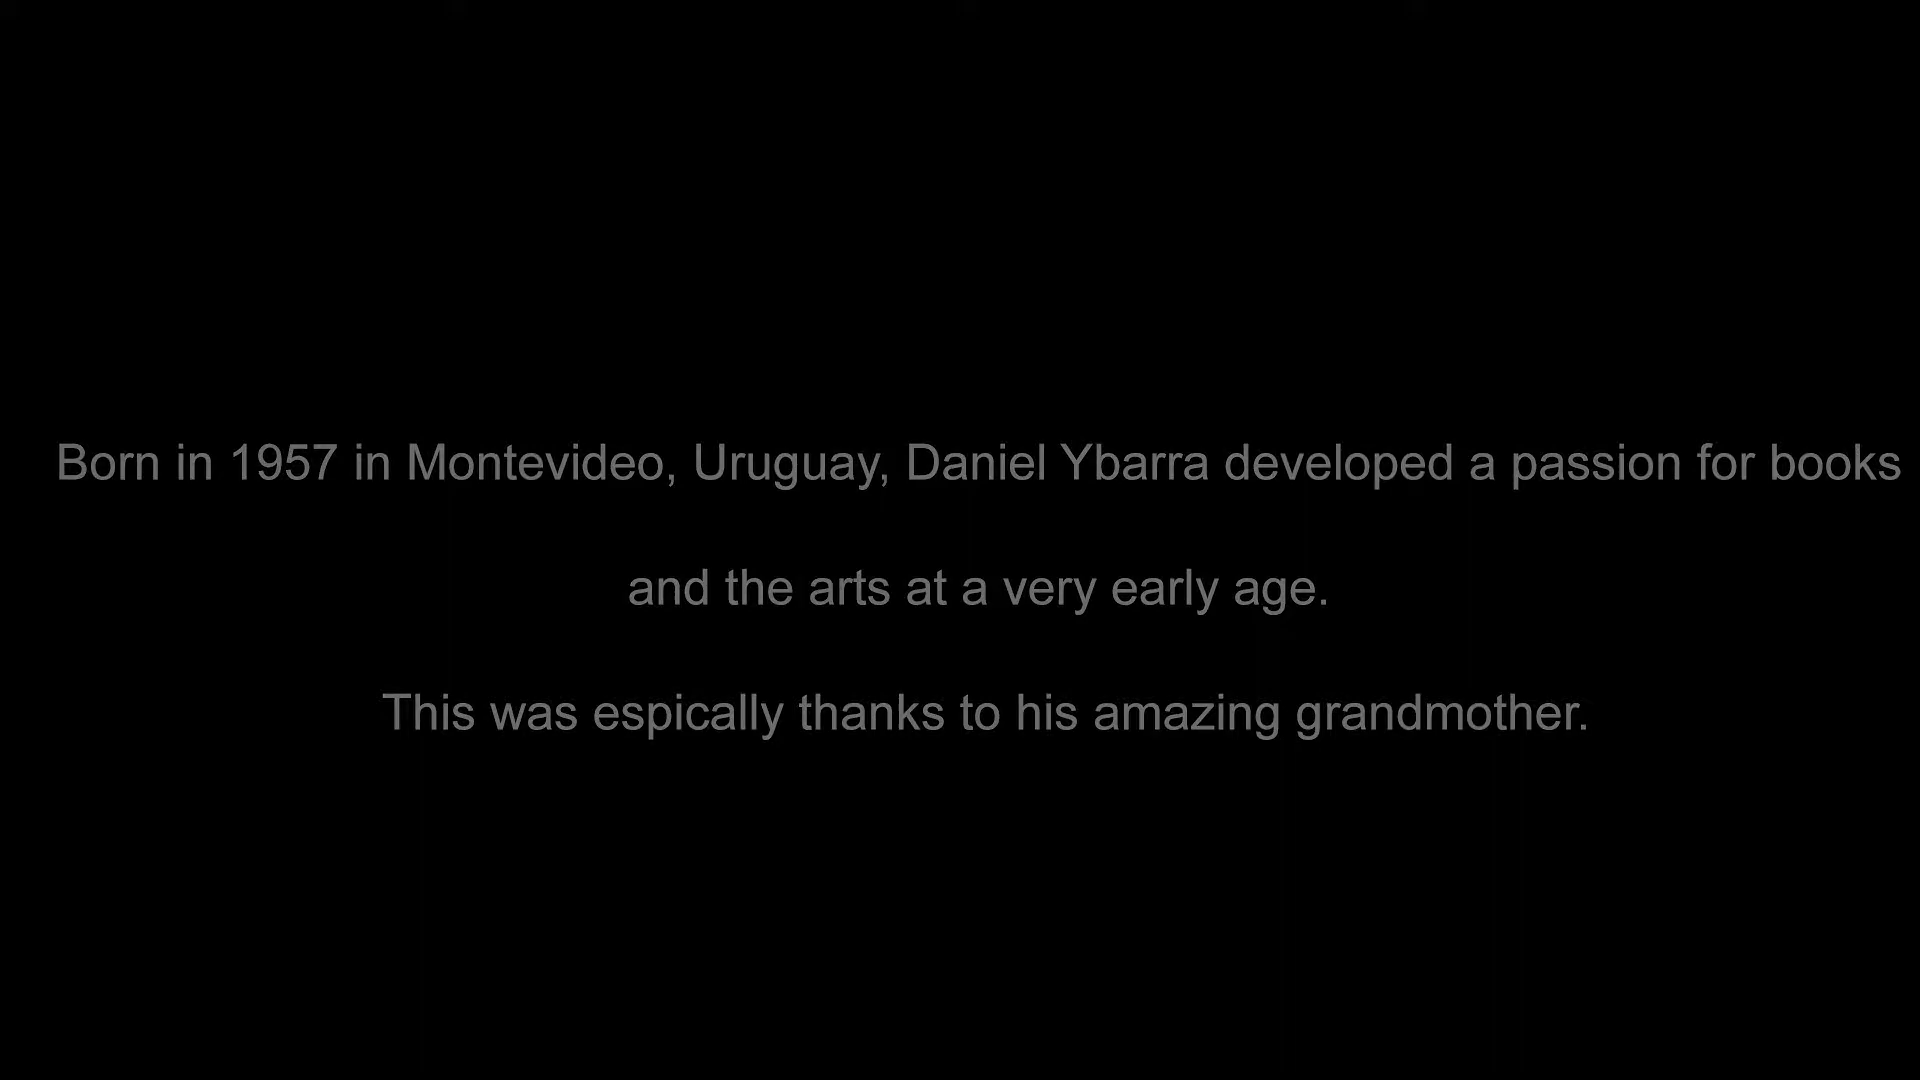 Born in 1957 in Montevideo, Uruguay, Daniel Ybarra developed a passion for books
and the arts at a very early age.
This was espically thanks to his amazing grandmother.